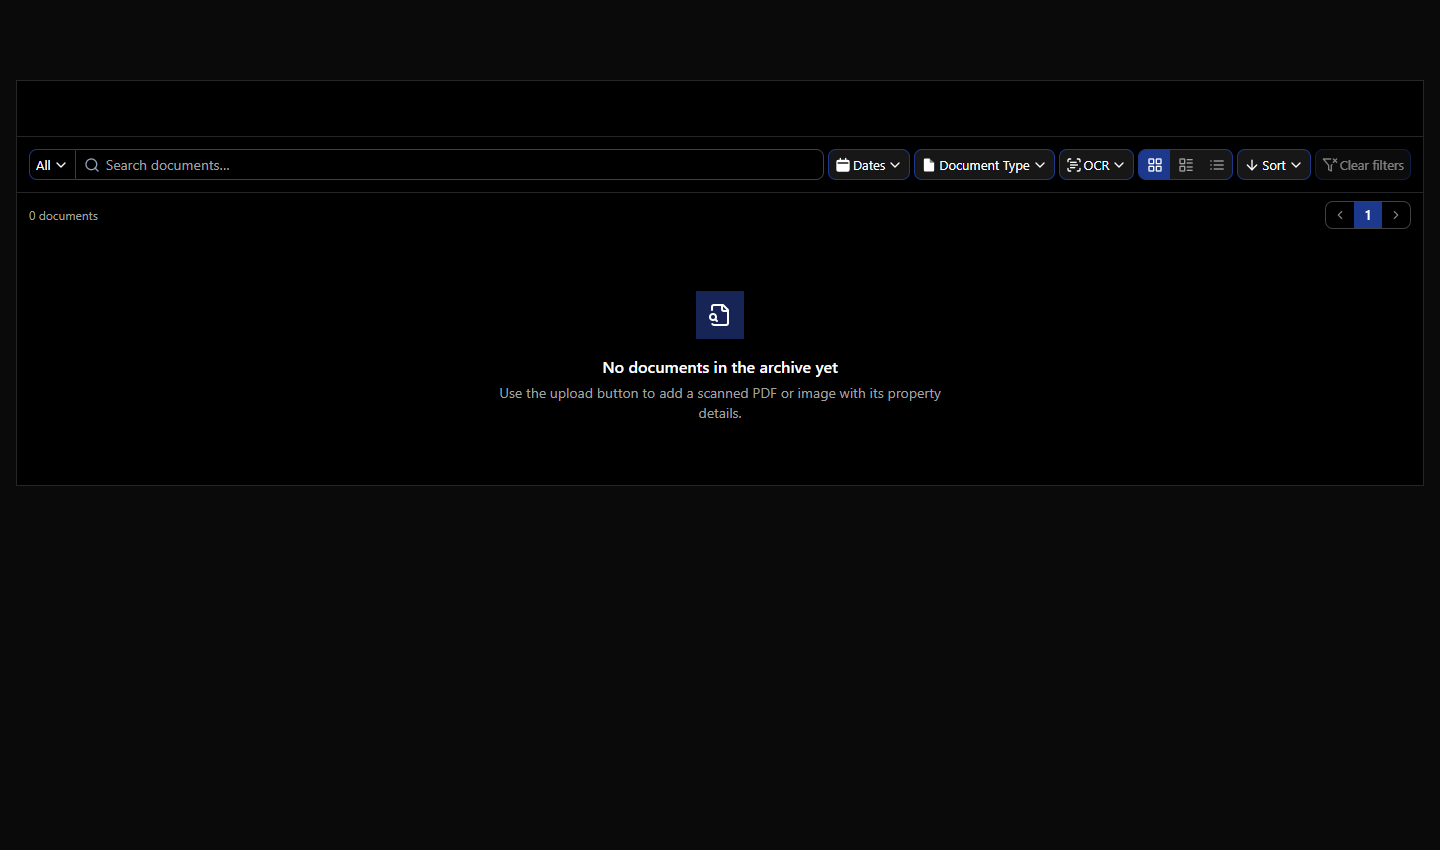 All
Search documents...
Dates
Document Type
OCR
Sort
Clear filters
0 documents
1
No documents in the archive yet
Use the upload button to add a scanned PDF or image with its property
details.